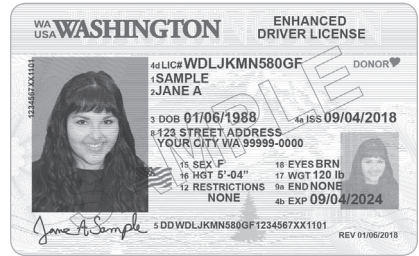 WA USA WASHINGTON
ENHANCED
DRIVER LICENSE
4d LIC# WDLJKMN580GF
DONOR
1 SAMPLE
2 JANE A
3 DOB 01/06/1988
4a ISS 09/04/2018
8 123 STREET ADDRESS
YOUR CITY WA 99999-0000
15 SEX F
18 EYES BRN
16 HGT 5'-04"
17 WGT 120 lb
12 RESTRICTIONS
NONE
9a END NONE
4b EXP 09/04/2024
5 DD WDLJKMN580GF1234567XX1101
REV 01/06/2018
1234567XX1101
Jane A Sample
SAMPLE